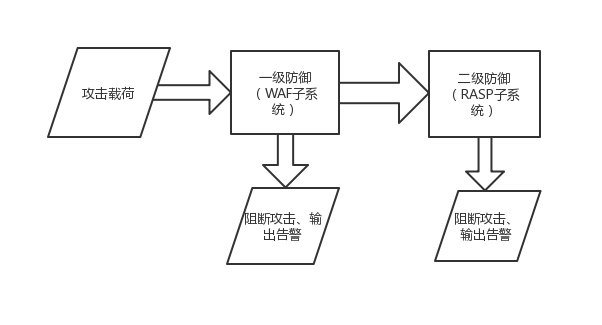 攻击载荷
一级防御
（WAF子系
统）
二级防御
（RASP子系
统）
阻断攻击、输
出告警
阻断攻击、
输出告警